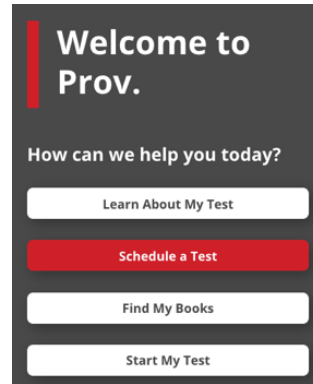 Welcome to
Prov.
How can we help you today?
Learn About My Test
Schedule a Test
Find My Books
Start My Test